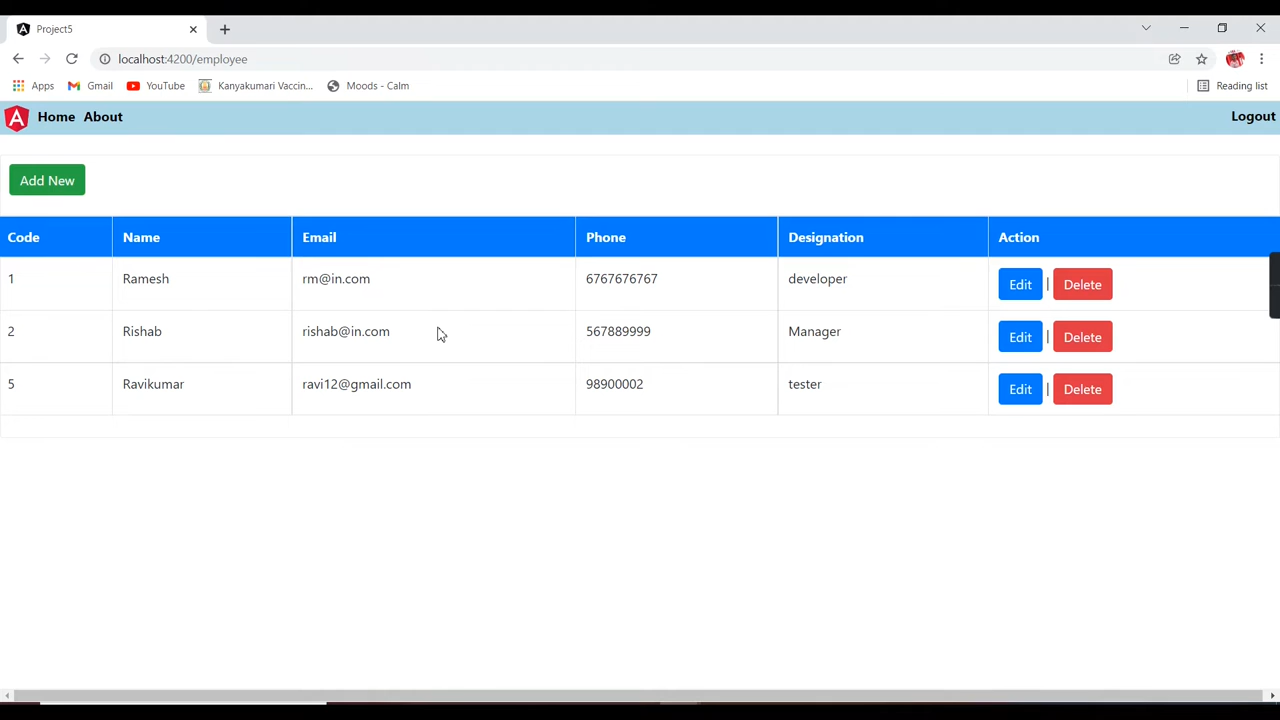 Project5
localhost:4200/employee
Apps Gmail YouTube Kanyakumari Vaccin... Moods - Calm Reading list
Home About Logout
Add New
Code Name Email Phone Designation Action
1 Ramesh rm@in.com 6767676767 developer Edit | Delete
2 Rishab rishab@in.com 567889999 Manager Edit | Delete
5 Ravikumar ravi12@gmail.com 98900002 tester Edit | Delete